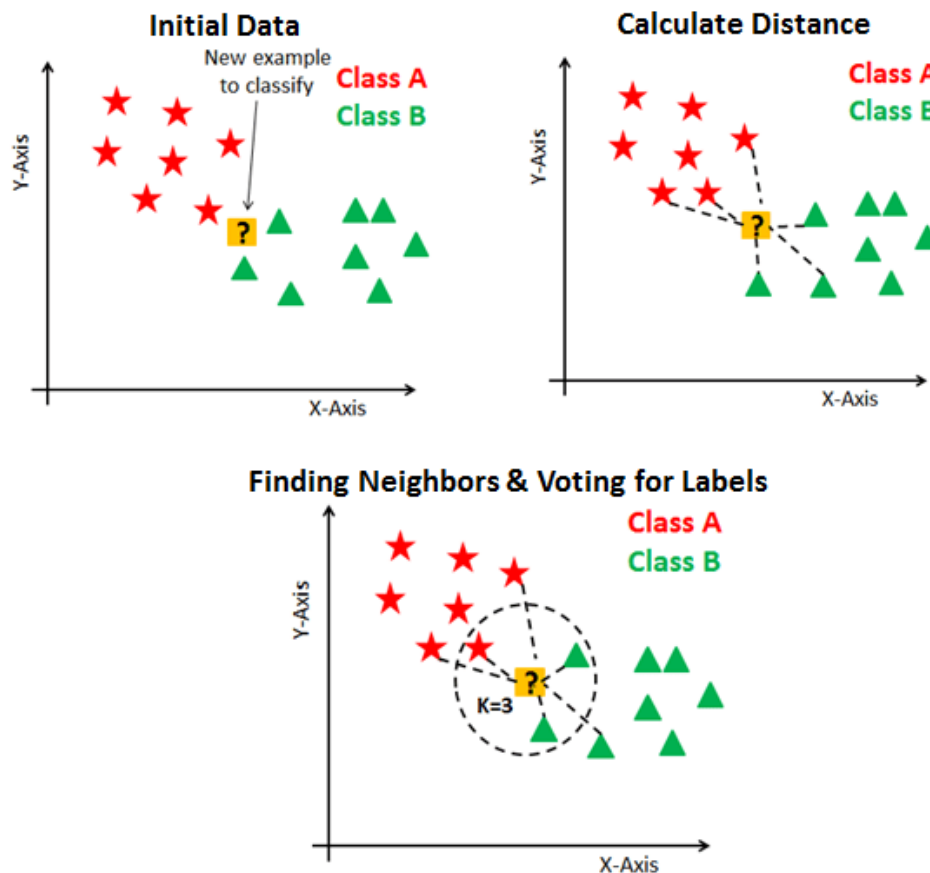 Initial Data
New example
to classify
Class A
Class B
?
Y-Axis
X-Axis
Calculate Distance
Class A
Class B
?
Y-Axis
X-Axis
Finding Neighbors & Voting for Labels
Class A
Class B
?
K=3
Y-Axis
X-Axis